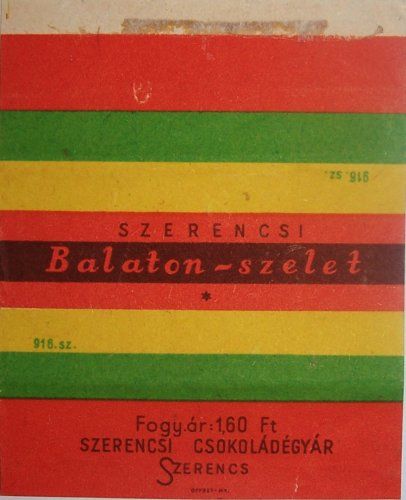 916. sz.
SZERENCSI
Balaton-szelet
*
916. sz.
Fogy.ár: 1,60 Ft
SZERENCSI CSOKOLÁDÉGYÁR
SZERENCS